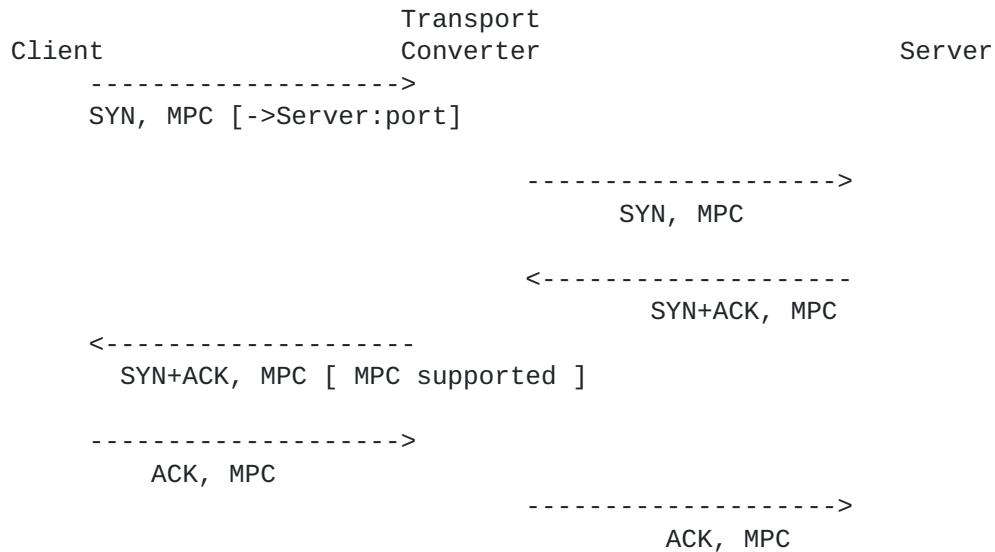 Transport
Client Converter Server
-------------------->
SYN, MPC [->Server:port]
-------------------->
SYN, MPC
<--------------------
SYN+ACK, MPC
<--------------------
SYN+ACK, MPC [ MPC supported ]
-------------------->
ACK, MPC
-------------------->
ACK, MPC